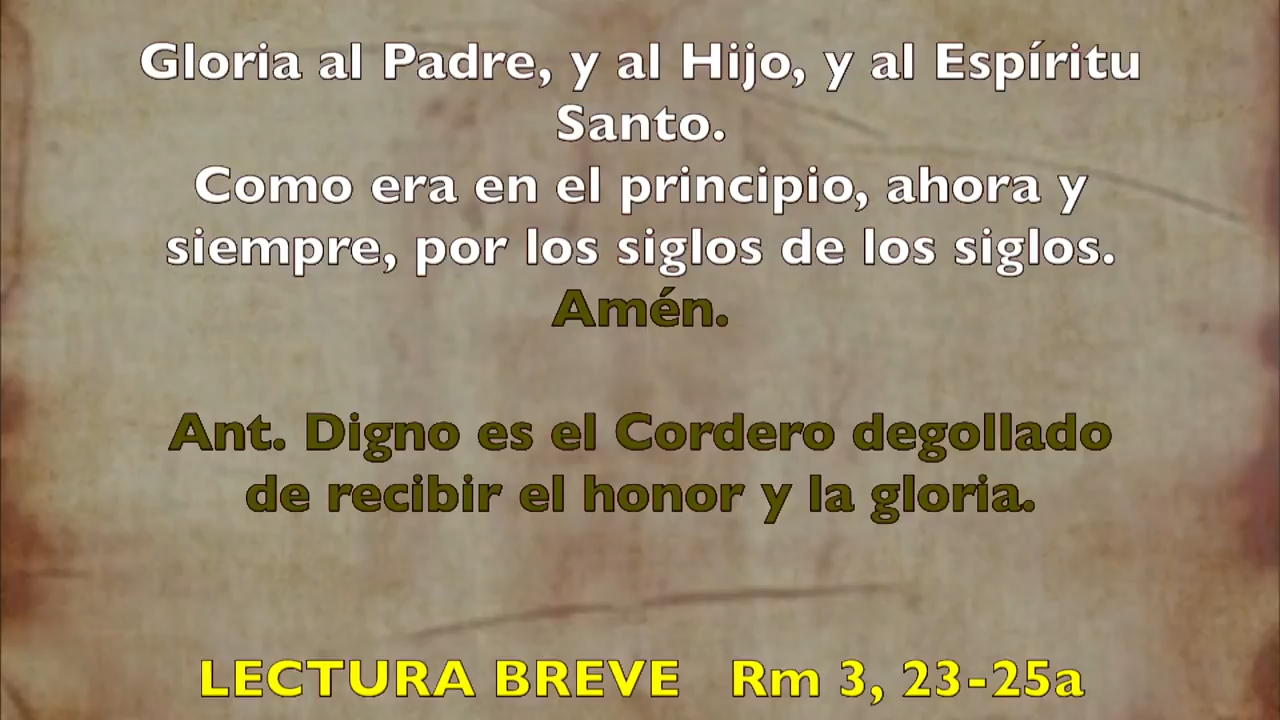 Gloria al Padre, y al Hijo, y al Espíritu
Santo.
Como era en el principio, ahora y
siempre, por los siglos de los siglos.
Amén.
Ant. Digno es el Cordero degollado
de recibir el honor y la gloria.
LECTURA BREVE Rm 3, 23-25a